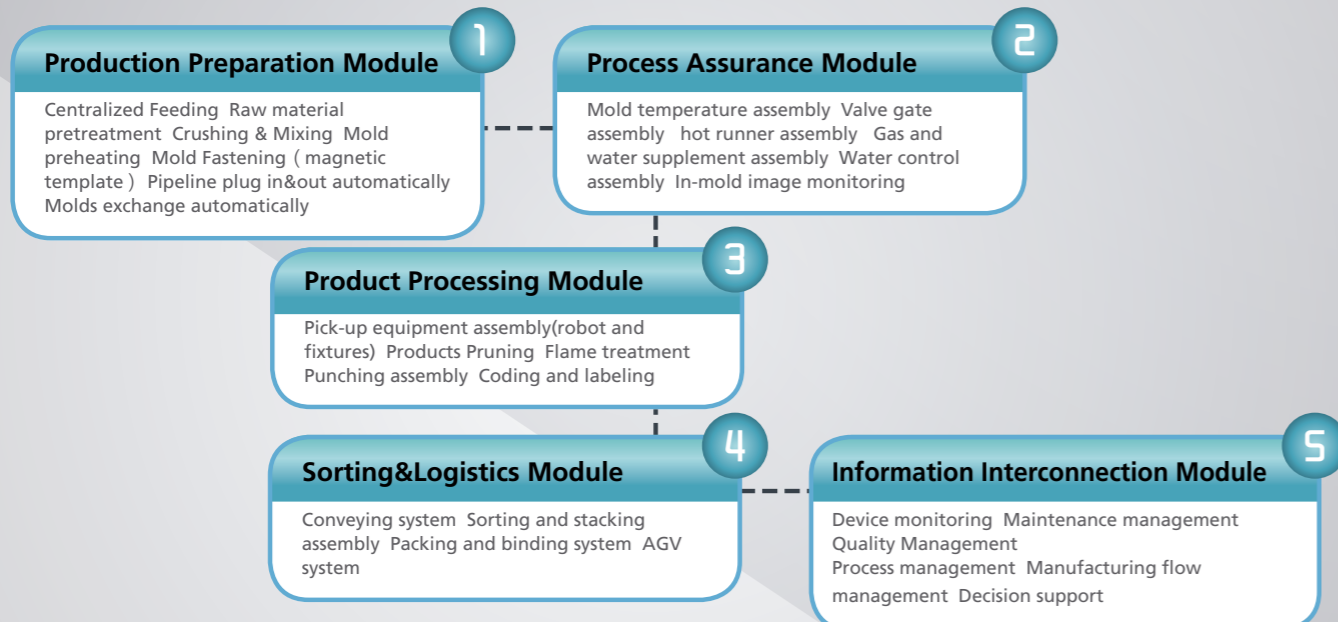 1
Production Preparation Module
Centralized Feeding Raw material
pretreatment Crushing & Mixing Mold
preheating Mold Fastening ( magnetic
template ) Pipeline plug in&out automatically
Molds exchange automatically
2
Process Assurance Module
Mold temperature assembly Valve gate
assembly hot runner assembly Gas and
water supplement assembly Water control
assembly In-mold image monitoring
3
Product Processing Module
Pick-up equipment assembly(robot and
fixtures) Products Pruning Flame treatment
Punching assembly Coding and labeling
4
Sorting&Logistics Module
Conveying system Sorting and stacking
assembly Packing and binding system AGV
system
5
Information Interconnection Module
Device monitoring Maintenance management
Quality Management
Process management Manufacturing flow
management Decision support